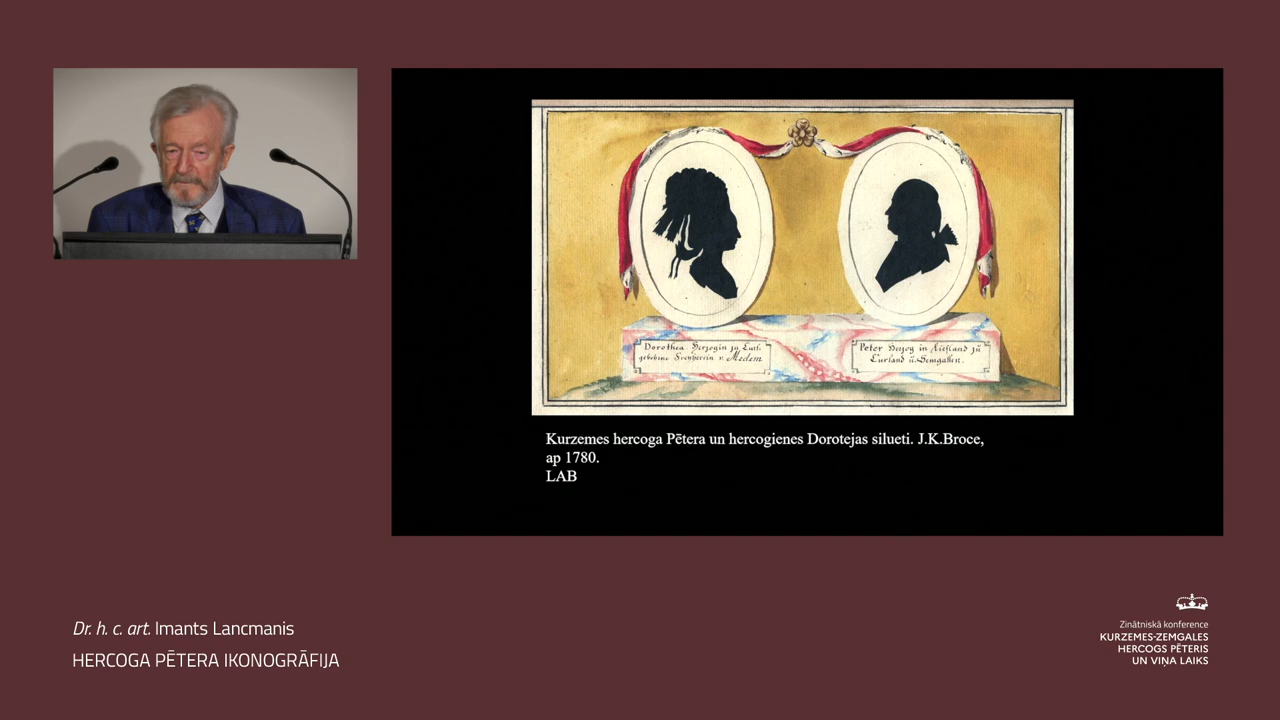 Dorothea Herzogin zu Curl.
gebohrne Freyherrin v. Medem
Peter Herzog in Liefland zu
Curland u. Semgallen.
Kurzemes hercoga Pētera un hercogienes Dorotejas silueti. J.K.Broce,
ap 1780.
LAB
Dr. h. c. art. Imants Lancmanis
HERCOGA PĒTERA IKONOGRĀFIJA
Zinātniskā konference
KURZEMES-ZEMGALES
HERCOGS PĒTERIS
UN VIŅA LAIKS